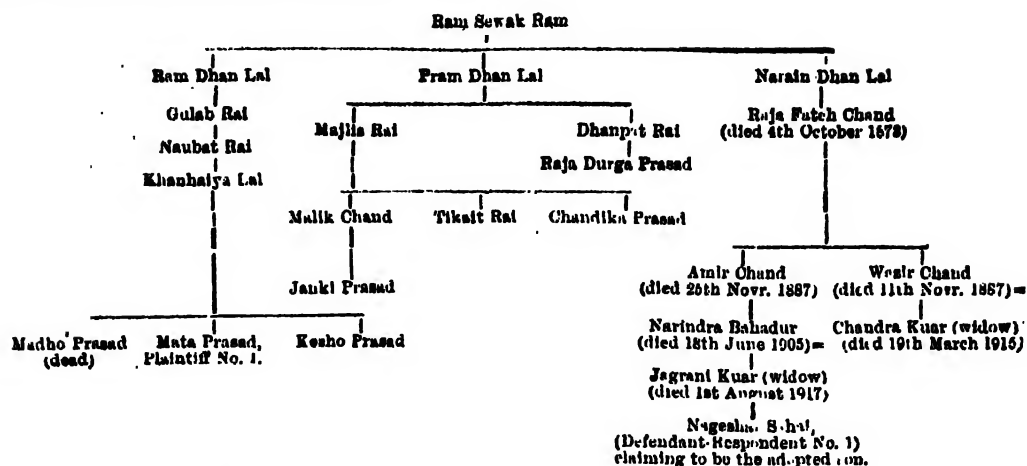 Ram Sewak Ram
Ram Dhan Lal Pram Dhan Lal Narain Dhan Lal
Gulab Rai Raja Futch Chand
Majlis Rai Dhanput Rai (died 4th October 1878)
Naubat Rai Raja Durga Prasad
Khanhaiya Lal
Malik Chand Tikait Rai Chandika Prasad
Amir Chand Wasir Chand
Janki Prasad (died 25th Novr. 1887) (died 11th Novr. 1867)=
Madho Prasad Mata Prasad, Kesho Prasad Narindra Bahadur Chandra Kuar (widow)
(dead) Plaintiff No. 1. (died 18th June 1905)= (died 19th March 1915)
Jagrani Kuar (widow)
(died 1st August 1917)
Nageshar
(Defendant-Respondent No. 1)
claiming to be the adopted son.